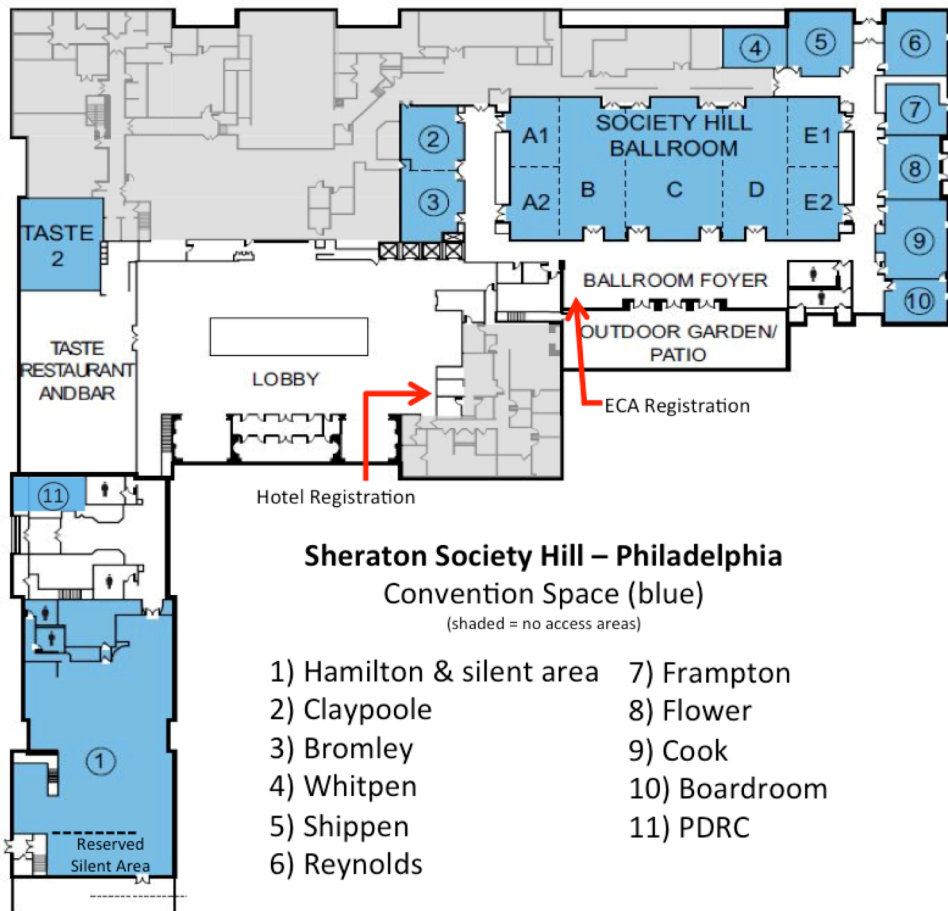 4
5
6
7
2
A1
SOCIETY HILL
BALLROOM
E1
8
3
A2
B
C
D
E2
TASTE
2
9
BALLROOM FOYER
10
OUTDOOR GARDEN/
PATIO
TASTE
RESTAURANT
AND BAR
LOBBY
ECA Registration
Hotel Registration
11
Sheraton Society Hill – Philadelphia
Convention Space (blue)
(shaded = no access areas)
1) Hamilton & silent area
2) Claypoole
3) Bromley
4) Whitpen
5) Shippen
6) Reynolds
7) Frampton
8) Flower
9) Cook
10) Boardroom
11) PDRC
1
Reserved
Silent Area